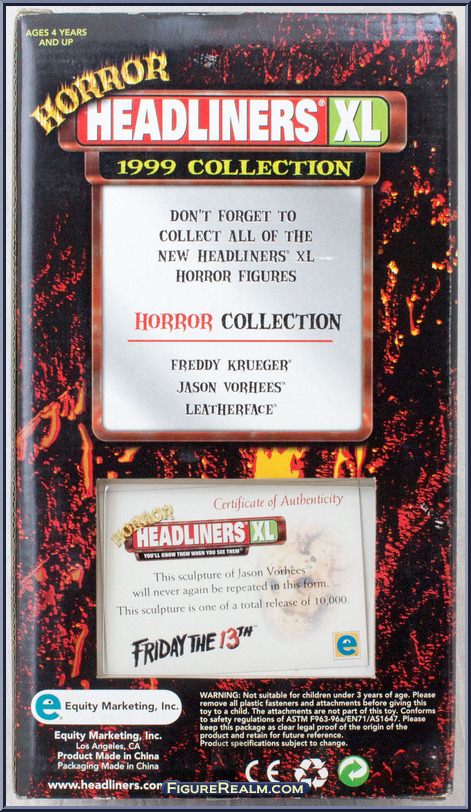 AGES 4 YEARS
AND UP
HORROR
HEADLINERS® XL
1999 COLLECTION
DON'T FORGET TO
COLLECT ALL OF THE
NEW HEADLINERS® XL
HORROR FIGURES
HORROR COLLECTION
FREDDY KRUEGER®
JASON VORHEES™
LEATHERFACE™
Certificate of Authenticity
HORROR
HEADLINERS XL
YOU'LL KNOW THEM WHEN YOU SEE THEM™
This sculpture of Jason Vorhees™
will never again be repeated in this form.
This sculpture is one of a total release of 10,000.
FRIDAY THE 13TH™
e
e Equity Marketing, Inc.
Equity Marketing, Inc.
Los Angeles, CA
Product Made in China
Packaging Made in China
www.headliners.com
WARNING: Not suitable for children under 3 years of age. Please
remove all plastic fasteners and attachments before giving this
toy to a child. The attachments are not part of this toy. Conforms
to safety regulations of ASTM F963-96a/EN71/AS1647. Please
keep this package as clear legal proof of the origin of the
product and retain for future reference.
Product specifications subject to change.
CE
FIGUREREALM.COM